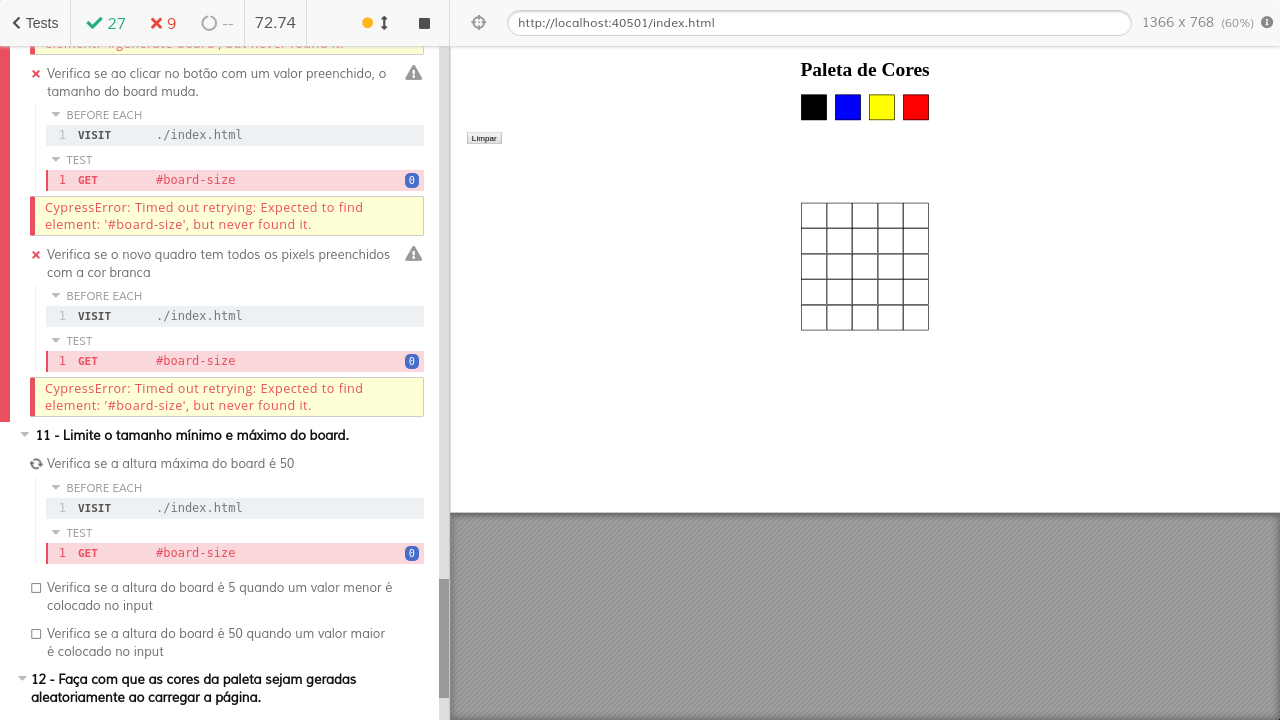 Tests 27 9 -- 72.74
http://localhost:40501/index.html 1366 x 768 (60%)
element: '#generate-board', but never found it.
Verifica se ao clicar no botão com um valor preenchido, o
tamanho do board muda.
BEFORE EACH
1 VISIT ./index.html
TEST
1 GET #board-size 0
CypressError: Timed out retrying: Expected to find
element: '#board-size', but never found it.
Verifica se o novo quadro tem todos os pixels preenchidos
com a cor branca
BEFORE EACH
1 VISIT ./index.html
TEST
1 GET #board-size 0
CypressError: Timed out retrying: Expected to find
element: '#board-size', but never found it.
11 - Limite o tamanho mínimo e máximo do board.
Verifica se a altura máxima do board é 50
BEFORE EACH
1 VISIT ./index.html
TEST
1 GET #board-size 0
Verifica se a altura do board é 5 quando um valor menor é
colocado no input
Verifica se a altura do board é 50 quando um valor maior
é colocado no input
12 - Faça com que as cores da paleta sejam geradas
aleatoriamente ao carregar a página.
Paleta de Cores
Limpar